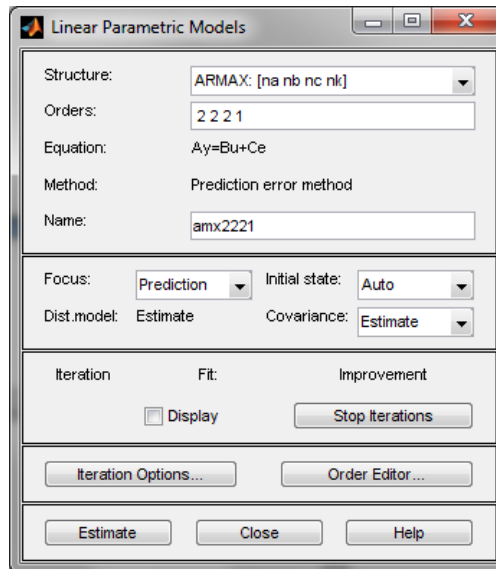 Linear Parametric Models
Structure: ARMAX: [na nb nc nk]
Orders: 2 2 2 1
Equation: Ay=Bu+Ce
Method: Prediction error method
Name: amx2221
Focus: Prediction Initial state: Auto
Dist.model: Estimate Covariance: Estimate
Iteration Fit: Improvement
Display Stop Iterations
Iteration Options... Order Editor...
Estimate Close Help